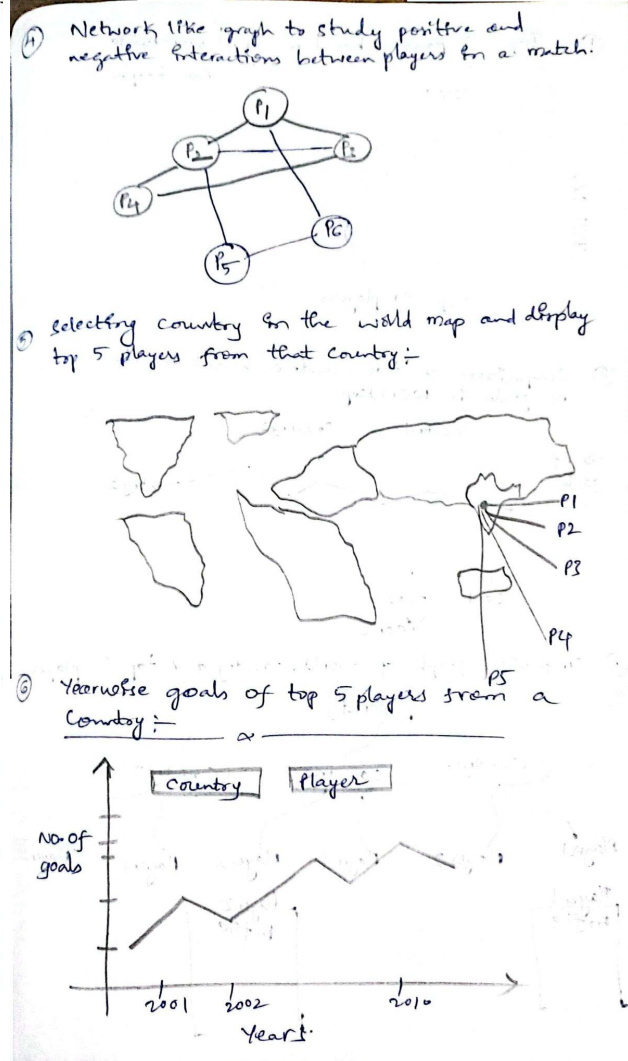 4 Network like graph to study positive and
negative interactions between players in a match.
P1
P2
P3
P4
P6
P5
5 selecting country in the world map and display
top 5 players from that country :-
P1
P2
P3
P4
P5
6 Yearwise goals of top 5 players from a
Country :-
Country Player
No. of
goals
2001 2002 2010
Years.